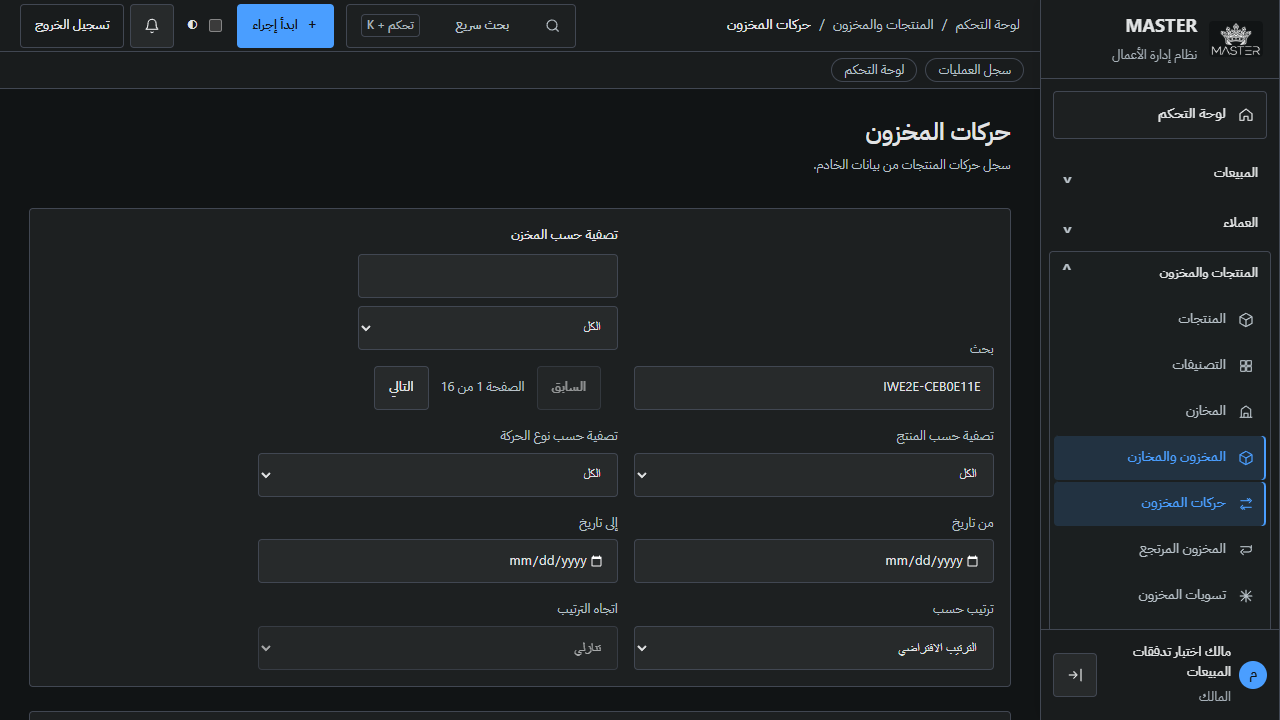 MASTER
MASTER
نظام إدارة الأعمال
لوحة التحكم
المبيعات
العملاء
المنتجات والمخزون
المنتجات
التصنيفات
المخازن
المخزون والمخازن
حركات المخزون
المخزون المرتجع
تسويات المخزون
مالك اختبار تدفقات
المبيعات
المالك
م
لوحة التحكم / المنتجات والمخزون / حركات المخزون
بحث سريع
تحكم + K
+ ابدأ إجراء
تسجيل الخروج
سجل العمليات
لوحة التحكم
حركات المخزون
سجل حركات المنتجات من بيانات الخادم.
تصفية حسب المخزن
الكل
بحث
IWE2E-CEB0E11E
السابق
الصفحة 1 من 16
التالي
تصفية حسب المنتج
الكل
تصفية حسب نوع الحركة
الكل
من تاريخ
mm/dd/yyyy
إلى تاريخ
mm/dd/yyyy
ترتيب حسب
الترتيب الافتراضي
اتجاه الترتيب
تنازلي